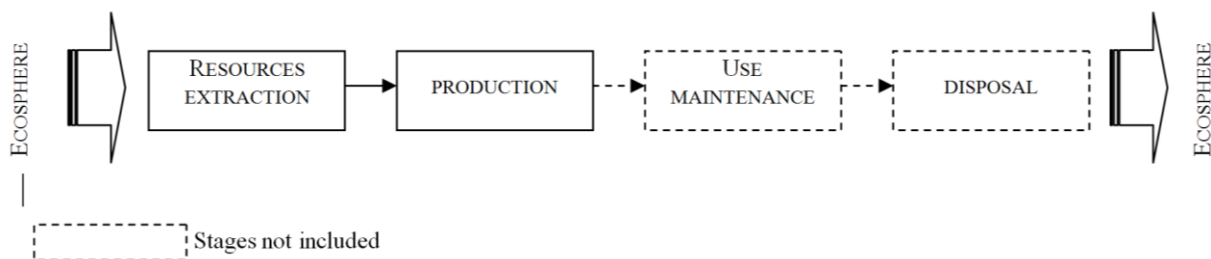 ECOSPHERE
RESOURCES
EXTRACTION
PRODUCTION
USE
MAINTENANCE
DISPOSAL
ECOSPHERE
Stages not included